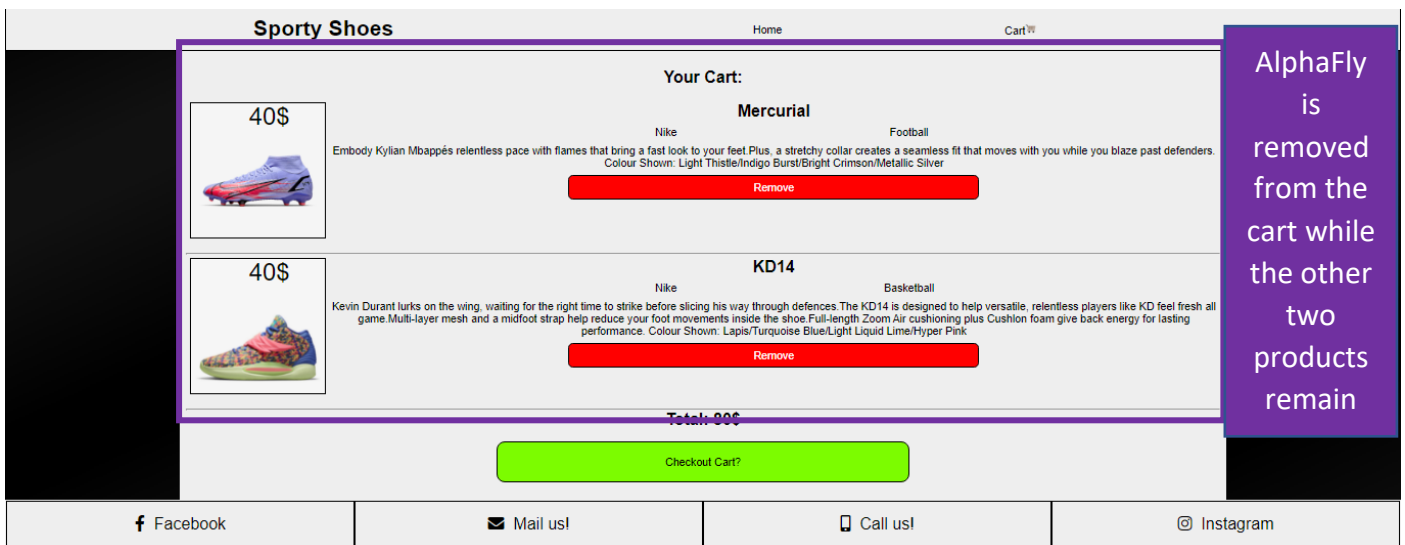 Sporty Shoes
Home
Cart
Your Cart:
40$
Mercurial
Nike
Football
Embody Kylian Mbappés relentless pace with flames that bring a fast look to your feet.Plus, a stretchy collar creates a seamless fit that moves with you while you blaze past defenders.
Colour Shown: Light Thistle/Indigo Burst/Bright Crimson/Metallic Silver
Remove
40$
KD14
Nike
Basketball
Kevin Durant lurks on the wing, waiting for the right time to strike before slicing his way through defences.The KD14 is designed to help versatile, relentless players like KD feel fresh all
game.Multi-layer mesh and a midfoot strap help reduce your foot movements inside the shoe.Full-length Zoom Air cushioning plus Cushlon foam give back energy for lasting
performance. Colour Shown: Lapis/Turquoise Blue/Light Liquid Lime/Hyper Pink
Remove
Total: 80$
Checkout Cart?
Facebook
Mail us!
Call us!
Instagram
AlphaFly
is
removed
from the
cart while
the other
two
products
remain